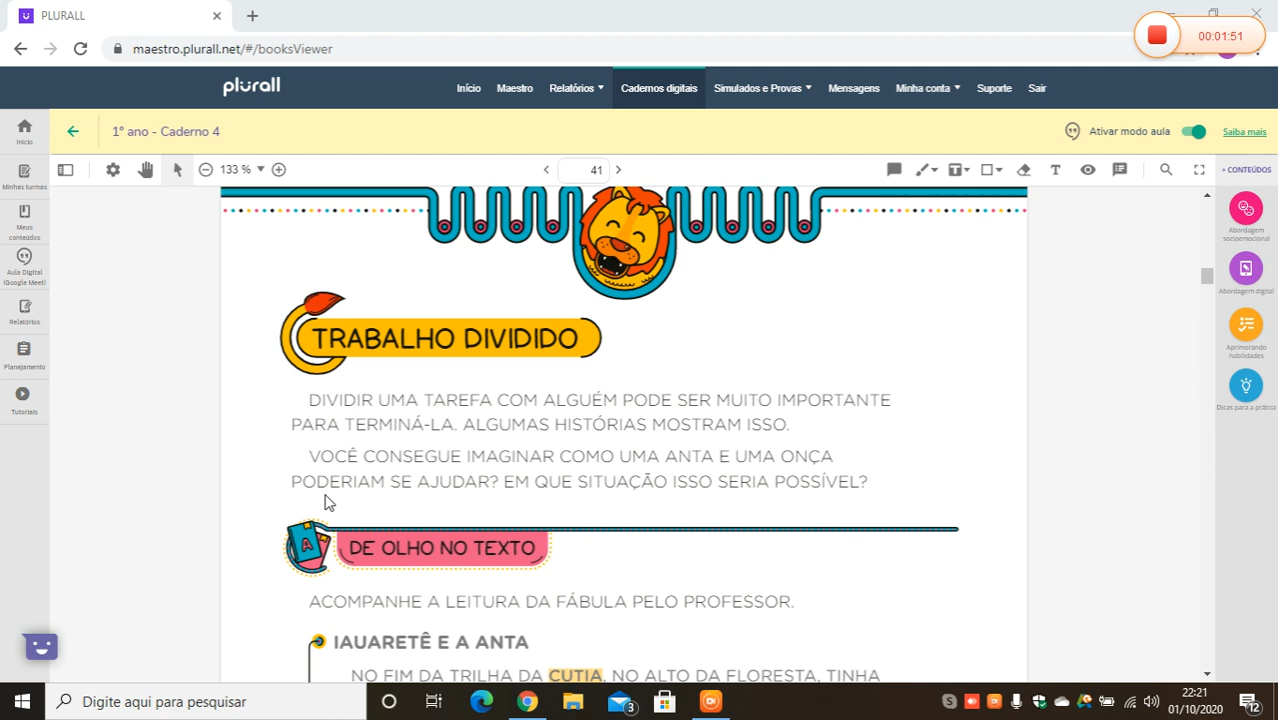 PLURALL
maestro.plurall.net/#/booksViewer
00:01:51
plurall
Início Maestro Relatórios Cadernos digitais Simulados e Provas Mensagens Minha conta Suporte Sair
1º ano - Caderno 4
Ativar modo aula
Saiba mais
133 %
41
+ CONTEÚDOS
Início
Minhas turmas
Meus conteúdos
Aula Digital (Google Meet)
Relatórios
Planejamento
Tutoriais
TRABALHO DIVIDIDO
DIVIDIR UMA TAREFA COM ALGUÉM PODE SER MUITO IMPORTANTE
PARA TERMINÁ-LA. ALGUMAS HISTÓRIAS MOSTRAM ISSO.
VOCÊ CONSEGUE IMAGINAR COMO UMA ANTA E UMA ONÇA
PODERIAM SE AJUDAR? EM QUE SITUAÇÃO ISSO SERIA POSSÍVEL?
A
DE OLHO NO TEXTO
ACOMPANHE A LEITURA DA FÁBULA PELO PROFESSOR.
IAUARETÊ E A ANTA
NO FIM DA TRILHA DA CUTIA, NO ALTO DA FLORESTA, TINHA
Abordagem
socioemocional
Abordagem digital
Aprimorando
habilidades
Dicas para a prática
Digite aqui para pesquisar
3
22:21
01/10/2020
12